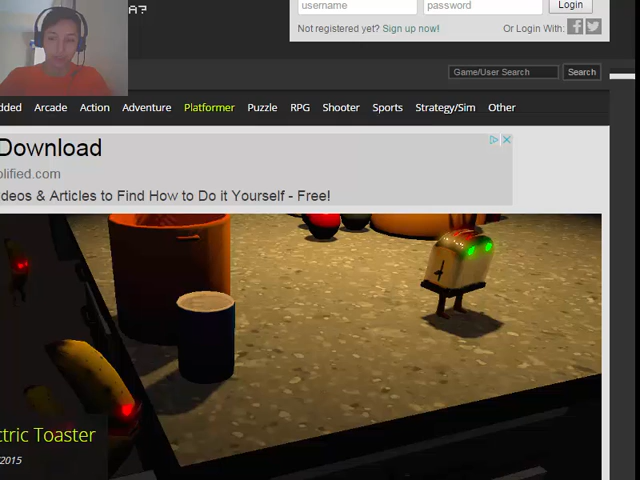 A?
username
password
Login
Not registered yet? Sign up now!
Or Login With:
Game/User Search
Search
dded Arcade Action Adventure Platformer Puzzle RPG Shooter Sports Strategy/Sim Other
Download
olified.com
deos & Articles to Find How to Do it Yourself - Free!
ctric Toaster
/2015